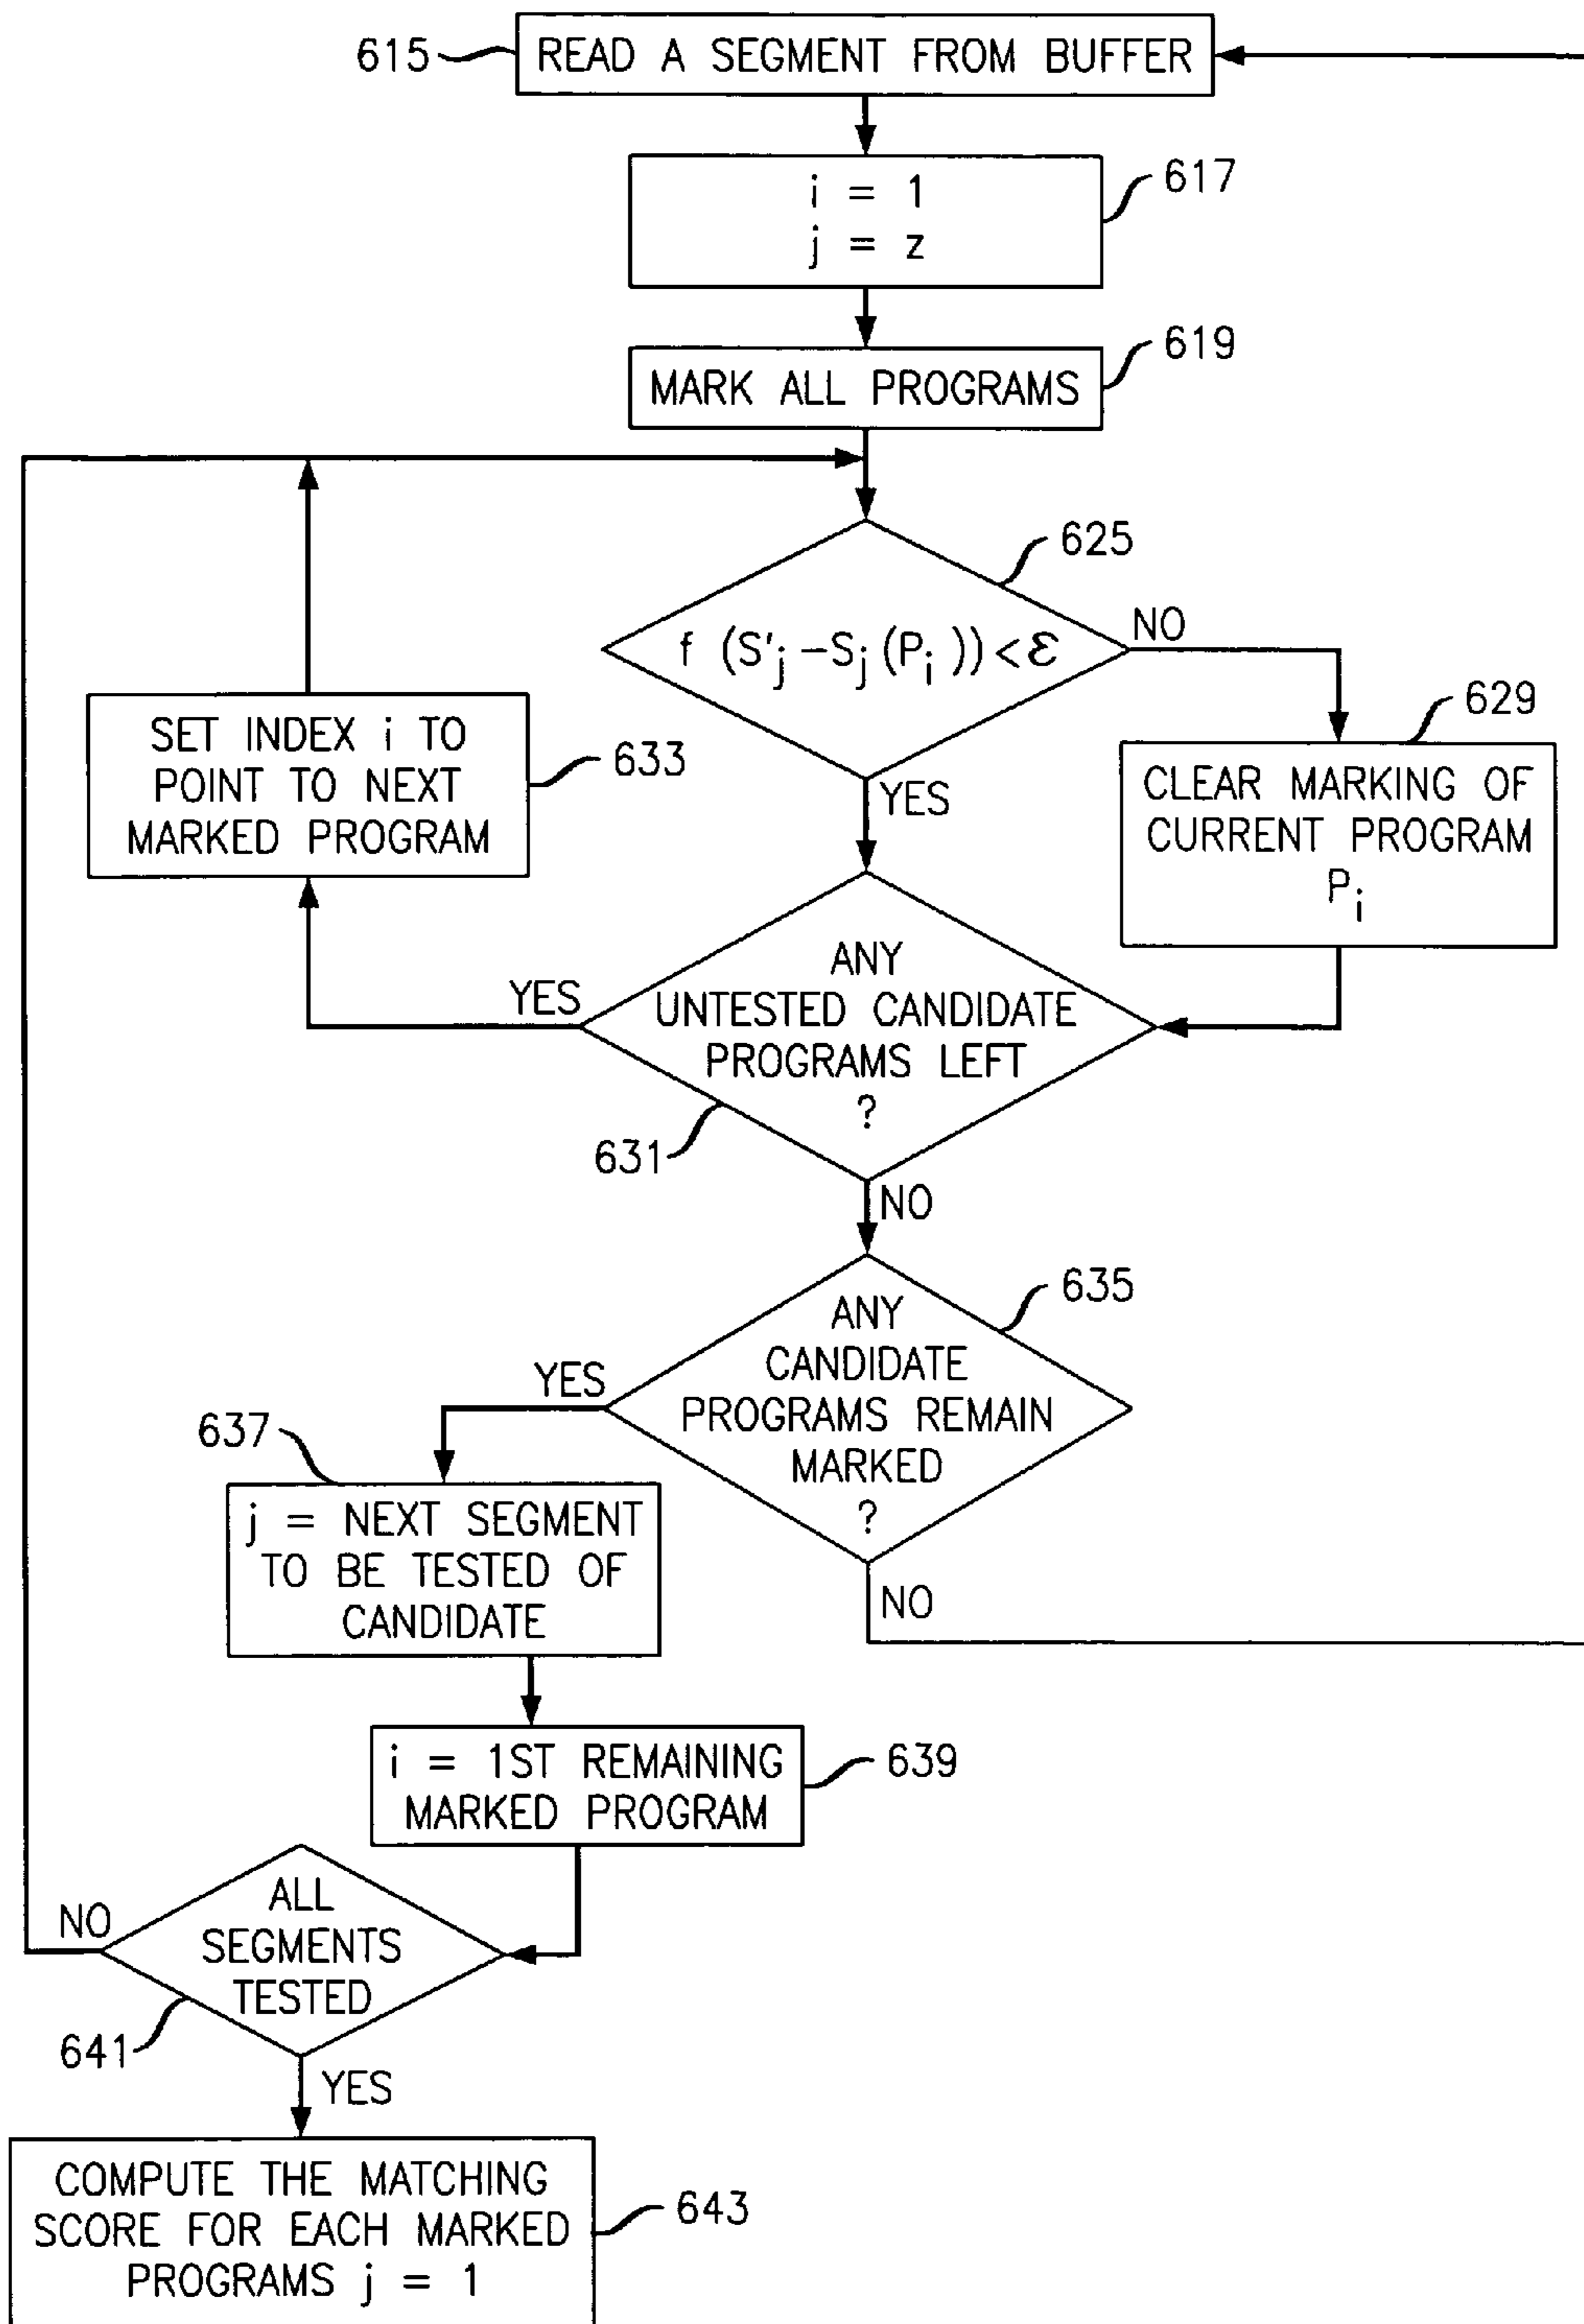 615
READ A SEGMENT FROM BUFFER
i = 1
j = z
617
MARK ALL PROGRAMS
619
f (S'j -Sj (Pi )) < ℰ
625
NO
YES
SET INDEX i TO
POINT TO NEXT
MARKED PROGRAM
633
629
CLEAR MARKING OF
CURRENT PROGRAM
Pi
ANY
UNTESTED CANDIDATE
PROGRAMS LEFT
?
YES
631
NO
ANY
CANDIDATE
PROGRAMS REMAIN
MARKED
?
635
YES
NO
637
j = NEXT SEGMENT
TO BE TESTED OF
CANDIDATE
i = 1ST REMAINING
MARKED PROGRAM
639
ALL
SEGMENTS
TESTED
NO
641
YES
COMPUTE THE MATCHING
SCORE FOR EACH MARKED
PROGRAMS j = 1
643